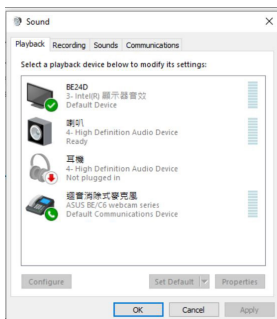 Sound
Playback
Recording
Sounds
Communications
Select a playback device below to modify its settings:
BE24D
3- Intel(R) 顯示器音效
Default Device
喇叭
4- High Definition Audio Device
Ready
耳機
4- High Definition Audio Device
Not plugged in
迴音消除式麥克風
ASUS BE/C6 webcam series
Default Communications Device
Configure
Set Default
Properties
OK
Cancel
Apply